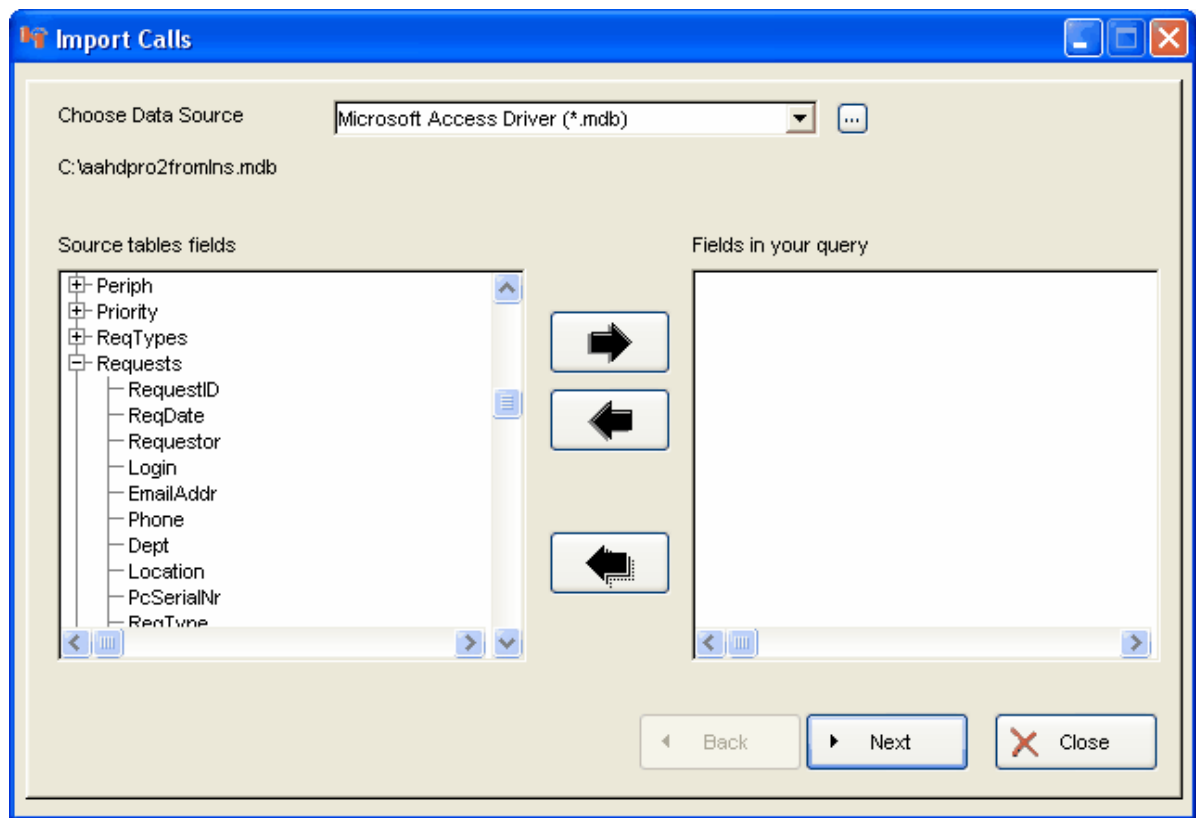 Import Calls
Choose Data Source
Microsoft Access Driver (*.mdb)
...
C:\aahdpro2fromIns.mdb
Source tables fields
Fields in your query
Periph
Priority
ReqTypes
Requests
RequestID
ReqDate
Requestor
Login
EmailAddr
Phone
Dept
Location
PcSerialNr
ReqType
Back
Next
Close